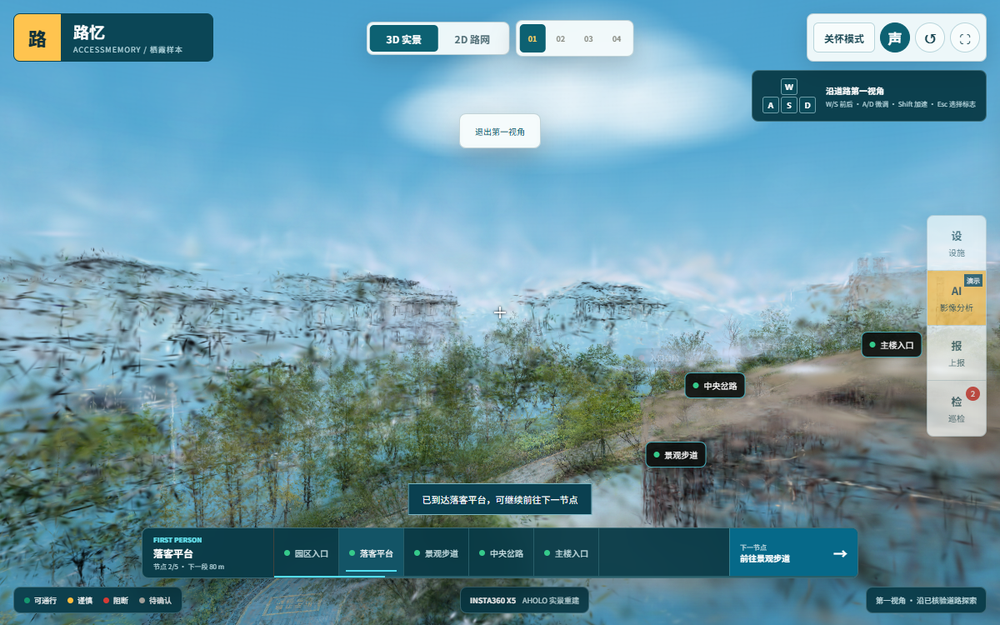 路
路忆
ACCESSMEMORY / 栖霞样本
3D 实景
2D 路网
01
02
03
04
关怀模式
声
↺
W
A
S
D
沿道路第一视角
W/S 前后 · A/D 微调 · Shift 加速 · Esc 选择标志
退出第一视角
设
设施
演示
AI
影像分析
报
上报
2
检
巡检
主楼入口
中央岔路
景观步道
已到达落客平台，可继续前往下一节点
FIRST PERSON
落客平台
节点 2/5 · 下一段 80 m
园区入口
落客平台
景观步道
中央岔路
主楼入口
下一节点
前往景观步道
→
可通行
谨慎
阻断
待确认
INSTA360 X5 AHOLO 实景重建
第一视角 · 沿已核验道路探索